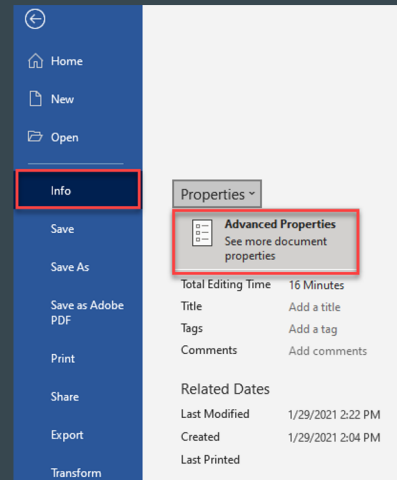 Home
New
Open
Info
Save
Save As
Save as Adobe
PDF
Print
Share
Export
Transform
Properties
Advanced Properties
See more document
properties
Total Editing Time 16 Minutes
Title Add a title
Tags Add a tag
Comments Add comments
Related Dates
Last Modified 1/29/2021 2:22 PM
Created 1/29/2021 2:04 PM
Last Printed